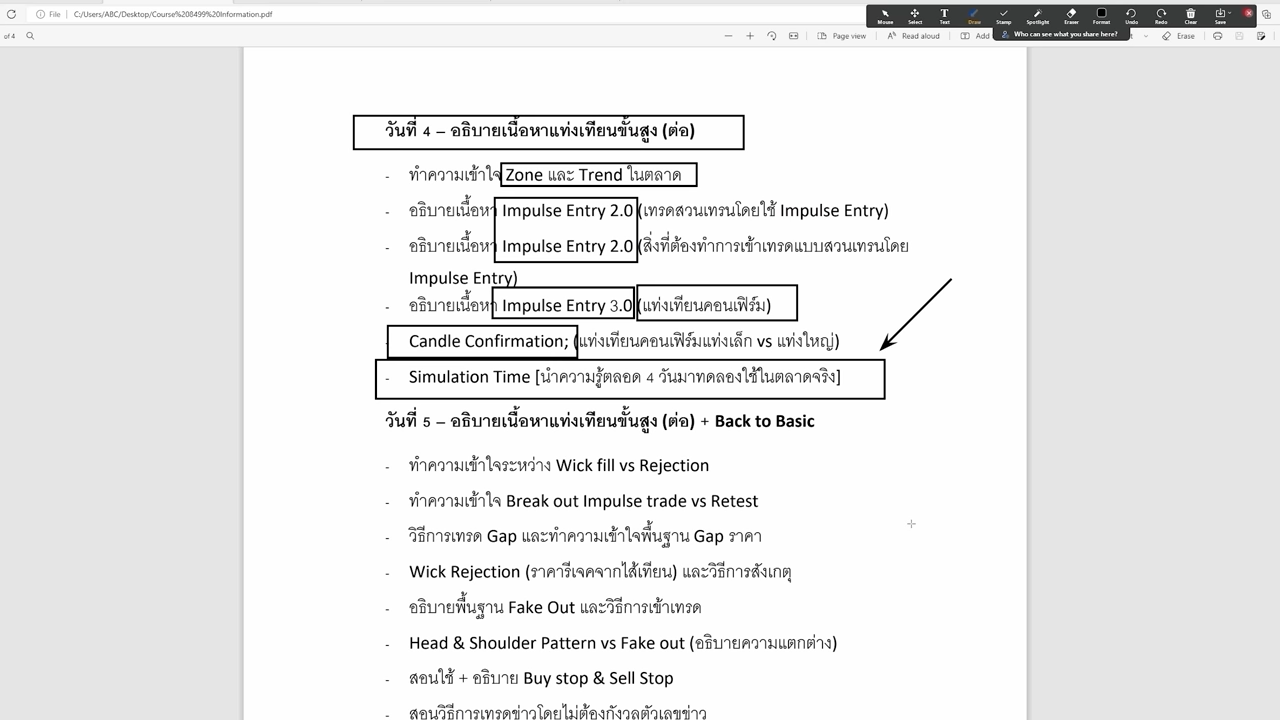 File
C:/Users/ABC/Desktop/Course%208499%20Information.pdf
Mouse Select Text Draw Stamp Spotlight Eraser Format Undo Redo Clear Save
Who can see what you share here?
of 4
Page view
Read aloud
Add
Erase
วันที่ 4 – อธิบายเนื้อหาแท่งเทียนขั้นสูง (ต่อ)
- ทำความเข้าใจ Zone และ Trend ในตลาด
- อธิบายเนื้อหา Impulse Entry 2.0 (เทรดสวนเทรนโดยใช้ Impulse Entry)
- อธิบายเนื้อหา Impulse Entry 2.0 (สิ่งที่ต้องทำการเข้าเทรดแบบสวนเทรนโดย
Impulse Entry)
- อธิบายเนื้อหา Impulse Entry 3.0 (แท่งเทียนคอนเฟิร์ม)
- Candle Confirmation; (แท่งเทียนคอนเฟิร์มแท่งเล็ก vs แท่งใหญ่)
- Simulation Time [นำความรู้ตลอด 4 วันมาทดลองใช้ในตลาดจริง]
วันที่ 5 – อธิบายเนื้อหาแท่งเทียนขั้นสูง (ต่อ) + Back to Basic
- ทำความเข้าใจระหว่าง Wick fill vs Rejection
- ทำความเข้าใจ Break out Impulse trade vs Retest
- วิธีการเทรด Gap และทำความเข้าใจพื้นฐาน Gap ราคา
- Wick Rejection (ราคารีเจคจากไส้เทียน) และวิธีการสังเกตุ
- อธิบายพื้นฐาน Fake Out และวิธีการเข้าเทรด
- Head & Shoulder Pattern vs Fake out (อธิบายความแตกต่าง)
- สอนใช้ + อธิบาย Buy stop & Sell Stop
- สอนวิธีการเทรดข่าวโดยไม่ต้องกังวลตัวเลขข่าว